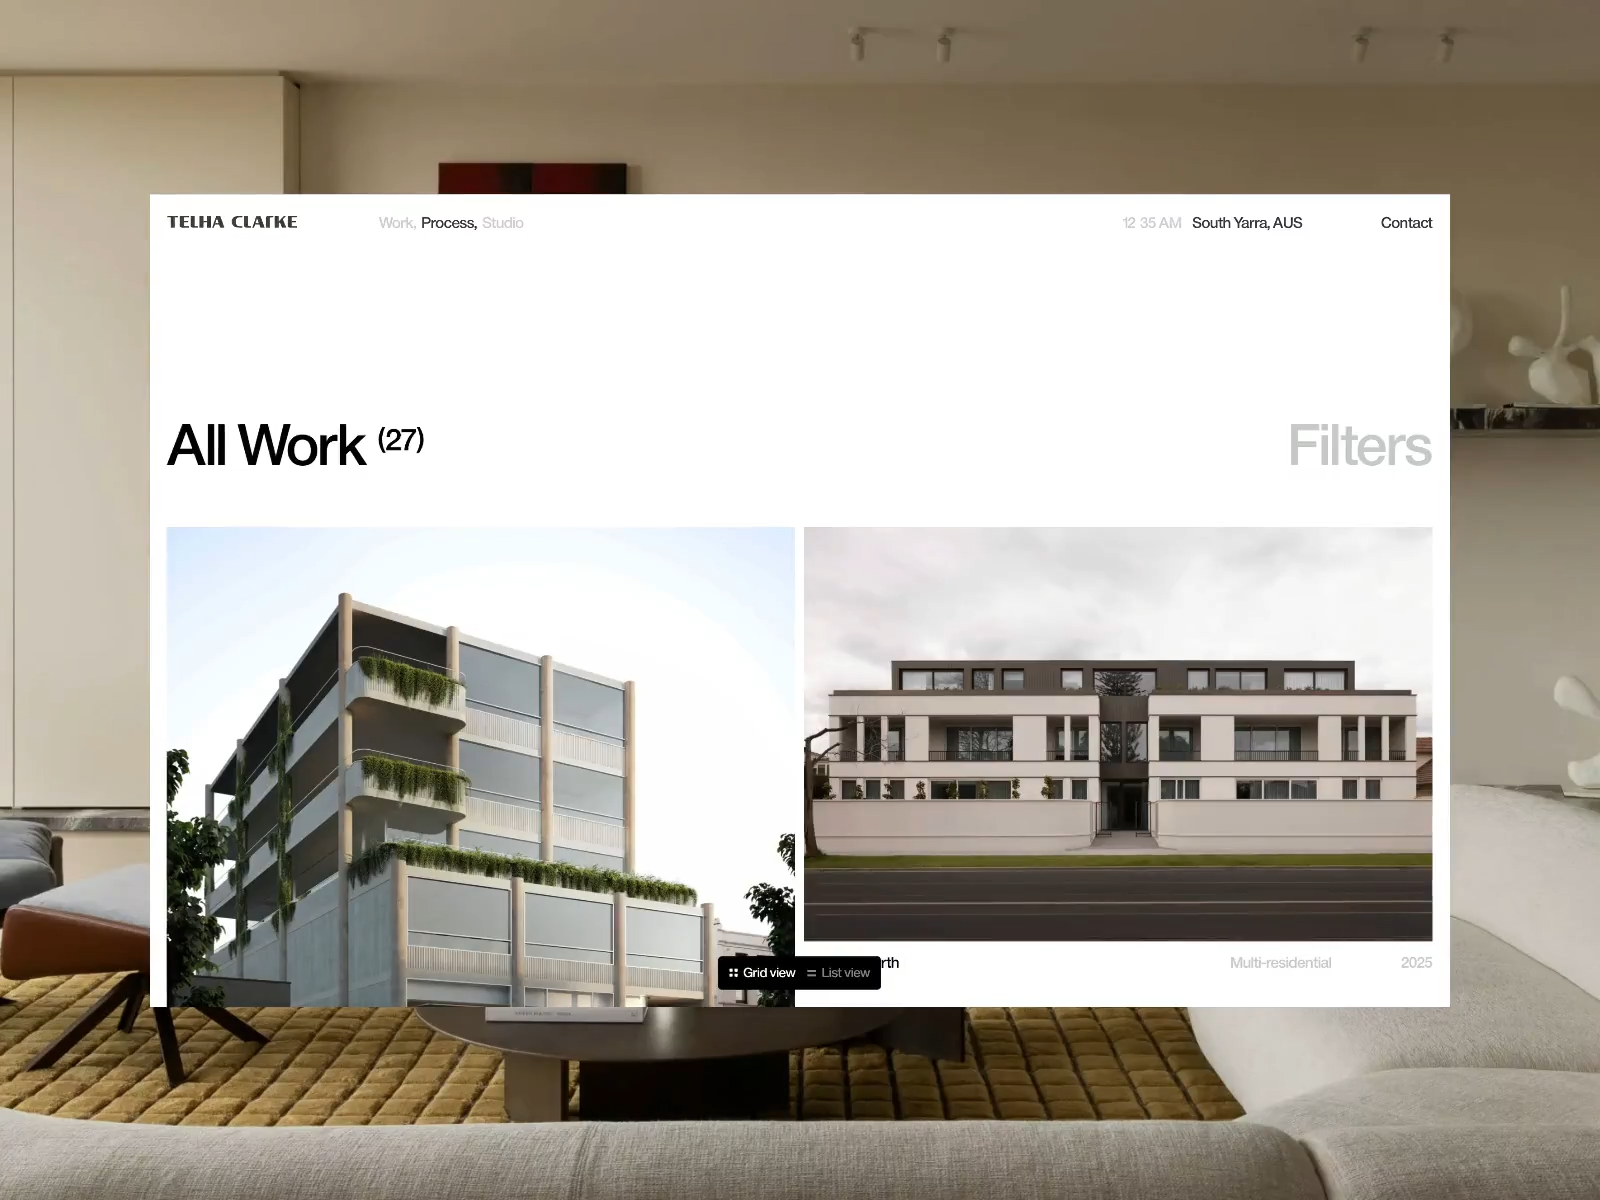 TELHA CLARKE
Work, Process, Studio
12 35 AM South Yarra, AUS
Contact
All Work (27)
Filters
Grid view
List view
rth
Multi-residential
2025